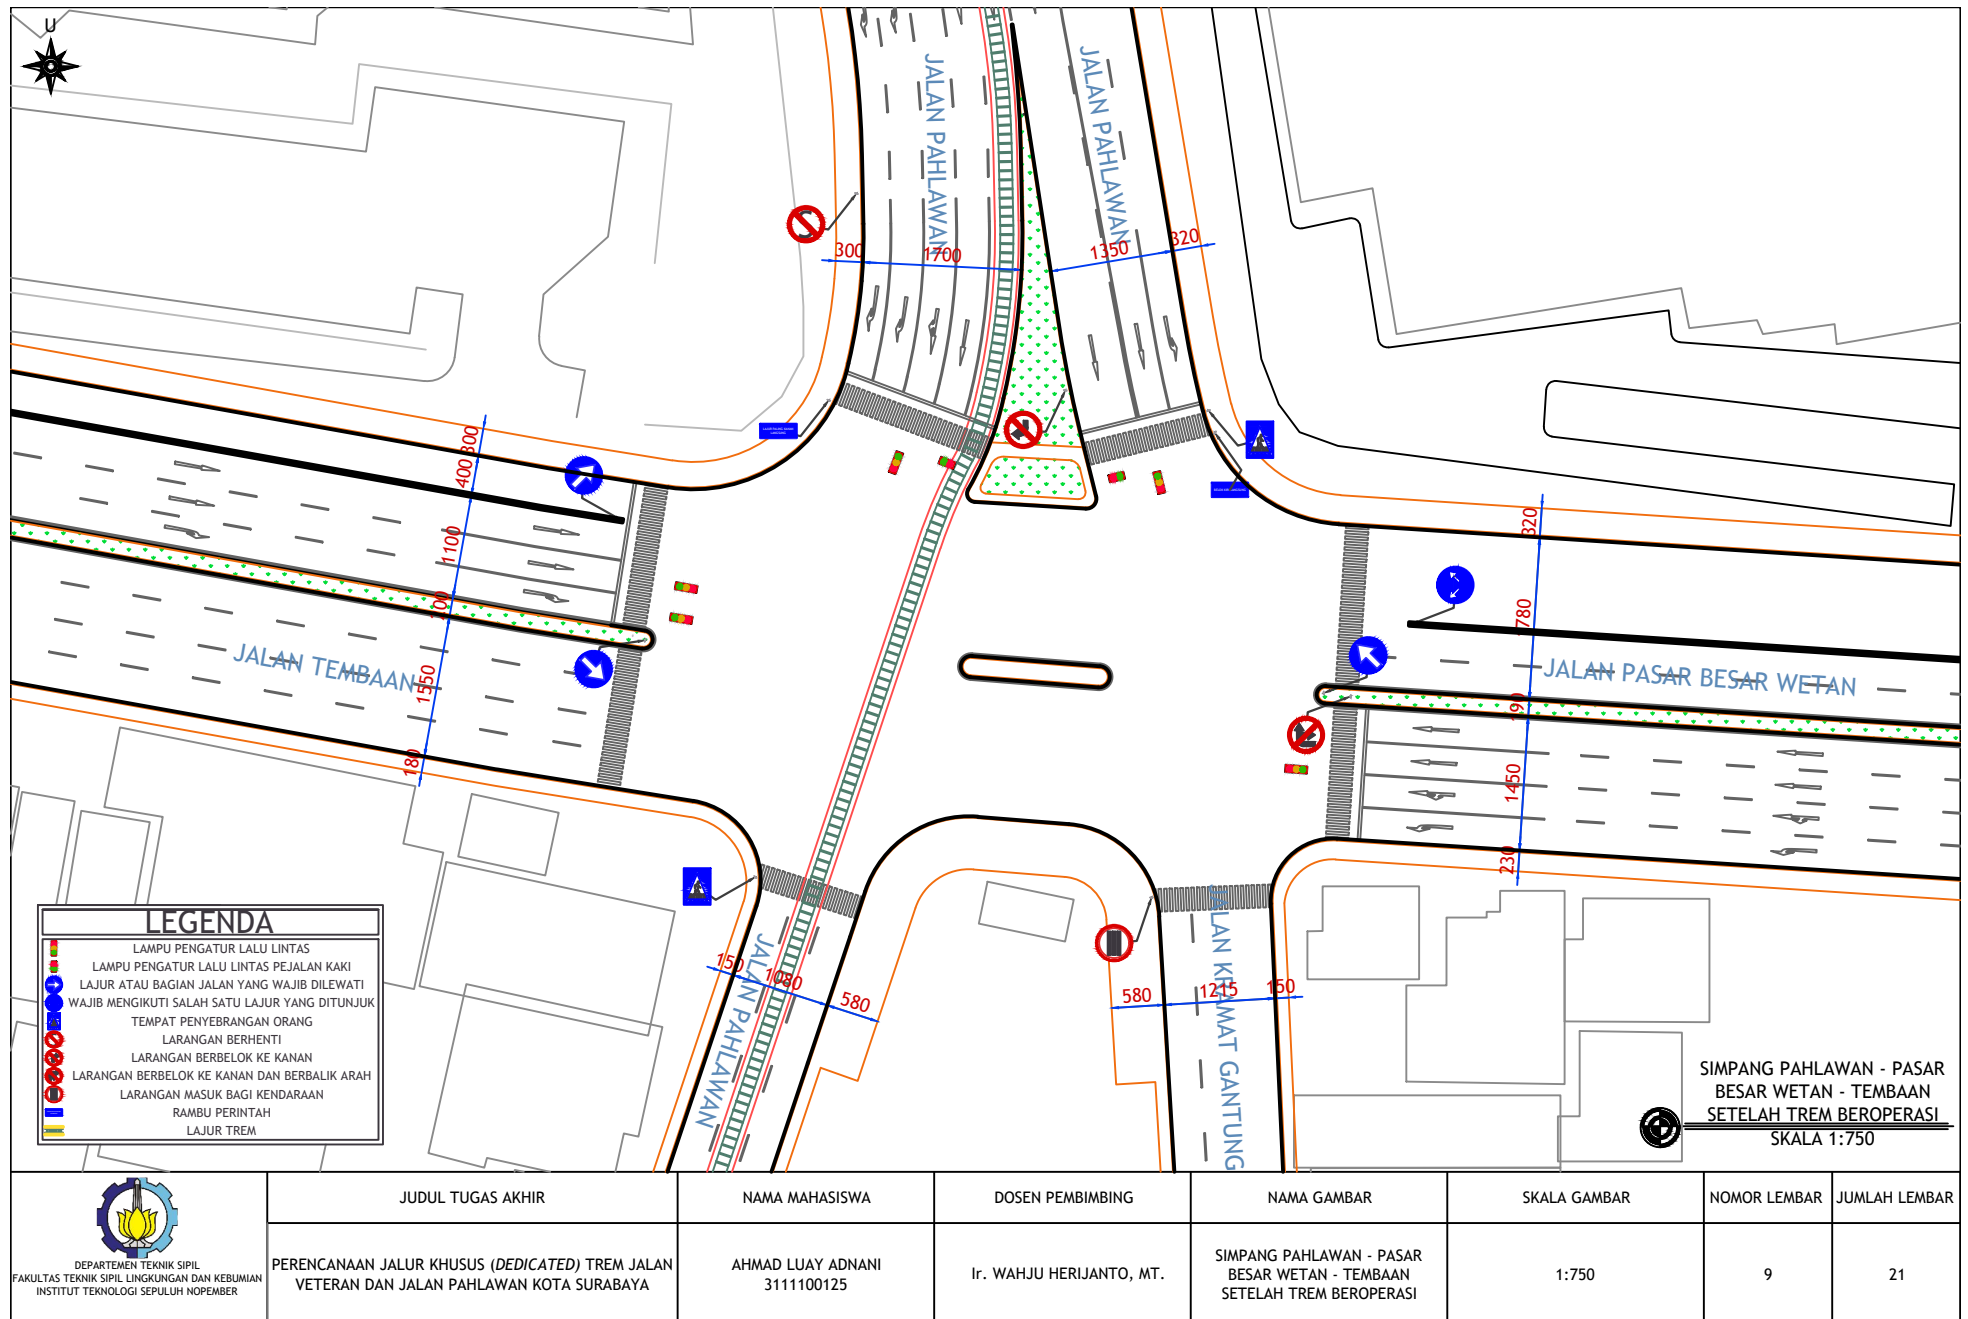 U
JALAN PAHLAWAN
JALAN PAHLAWAN
300
1700
1350
320
300
400
1100
200
1550
180
JALAN TEMBAAN
320
780
190
1450
230
JALAN PASAR BESAR WETAN
150
1080
580
JALAN PAHLAWAN
580
1215
150
JALAN KRAMAT GANTUNG
LEGENDA
LAMPU PENGATUR LALU LINTAS
LAMPU PENGATUR LALU LINTAS PEJALAN KAKI
LAJUR ATAU BAGIAN JALAN YANG WAJIB DILEWATI
WAJIB MENGIKUTI SALAH SATU LAJUR YANG DITUNJUK
TEMPAT PENYEBRANGAN ORANG
LARANGAN BERHENTI
LARANGAN BERBELOK KE KANAN
LARANGAN BERBELOK KE KANAN DAN BERBALIK ARAH
LARANGAN MASUK BAGI KENDARAAN
RAMBU PERINTAH
LAJUR TREM
SIMPANG PAHLAWAN - PASAR
BESAR WETAN - TEMBAAN
SETELAH TREM BEROPERASI
SKALA 1:750
DEPARTEMEN TEKNIK SIPIL
FAKULTAS TEKNIK SIPIL LINGKUNGAN DAN KEBUMIAN
INSTITUT TEKNOLOGI SEPULUH NOPEMBER
JUDUL TUGAS AKHIR
PERENCANAAN JALUR KHUSUS (DEDICATED) TREM JALAN
VETERAN DAN JALAN PAHLAWAN KOTA SURABAYA
NAMA MAHASISWA
AHMAD LUAY ADNANI
3111100125
DOSEN PEMBIMBING
Ir. WAHJU HERIJANTO, MT.
NAMA GAMBAR
SIMPANG PAHLAWAN - PASAR
BESAR WETAN - TEMBAAN
SETELAH TREM BEROPERASI
SKALA GAMBAR
1:750
NOMOR LEMBAR
9
JUMLAH LEMBAR
21